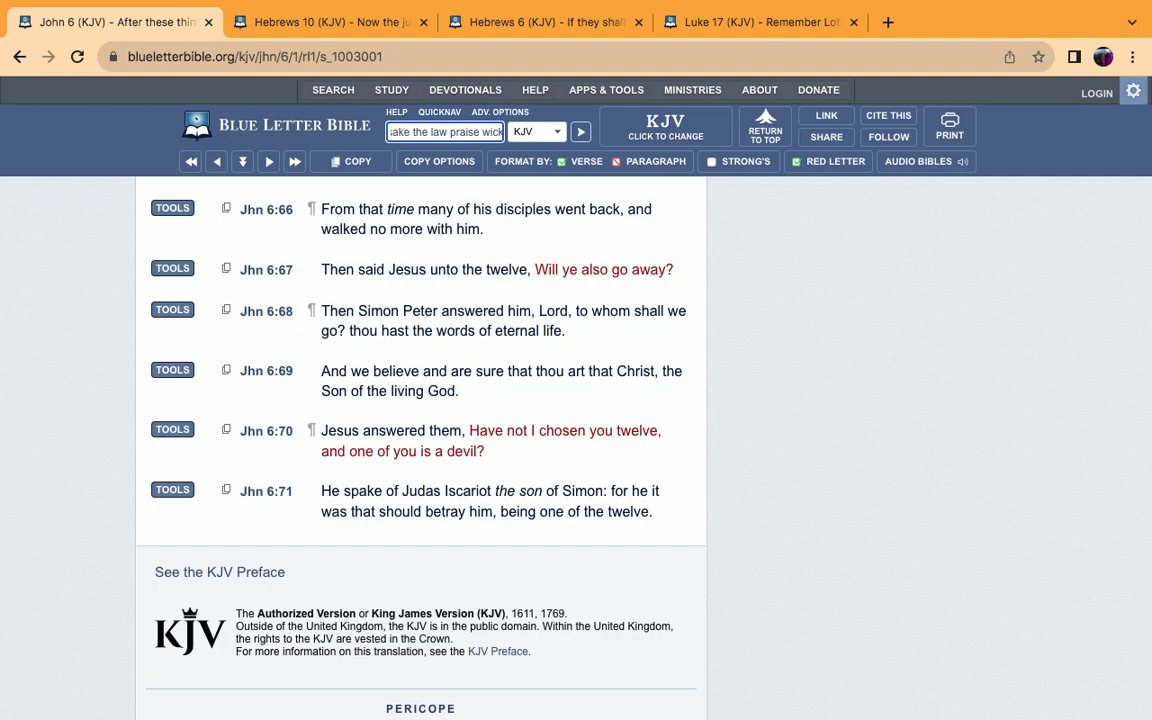 John 6 (KJV) - After these thin
Hebrews 10 (KJV) - Now the ju
Hebrews 6 (KJV) - If they shal
Luke 17 (KJV) - Remember Lot
blueletterbible.org/kjv/jhn/6/1/rl1/s_1003001
SEARCH STUDY DEVOTIONALS HELP APPS & TOOLS MINISTRIES ABOUT DONATE LOGIN
HELP QUICKNAV ADV. OPTIONS
BLUE LETTER BIBLE
ake the law praise wick KJV
KJV
CLICK TO CHANGE
RETURN
TO TOP
LINK CITE THIS
SHARE FOLLOW
PRINT
COPY COPY OPTIONS FORMAT BY: VERSE PARAGRAPH STRONG'S RED LETTER AUDIO BIBLES
TOOLS Jhn 6:66 ¶ From that time many of his disciples went back, and
walked no more with him.
TOOLS Jhn 6:67 Then said Jesus unto the twelve, Will ye also go away?
TOOLS Jhn 6:68 ¶ Then Simon Peter answered him, Lord, to whom shall we
go? thou hast the words of eternal life.
TOOLS Jhn 6:69 And we believe and are sure that thou art that Christ, the
Son of the living God.
TOOLS Jhn 6:70 ¶ Jesus answered them, Have not I chosen you twelve,
and one of you is a devil?
TOOLS Jhn 6:71 He spake of Judas Iscariot the son of Simon: for he it
was that should betray him, being one of the twelve.
See the KJV Preface
KJV
The Authorized Version or King James Version (KJV), 1611, 1769.
Outside of the United Kingdom, the KJV is in the public domain. Within the United Kingdom,
the rights to the KJV are vested in the Crown.
For more information on this translation, see the KJV Preface.
PERICOPE